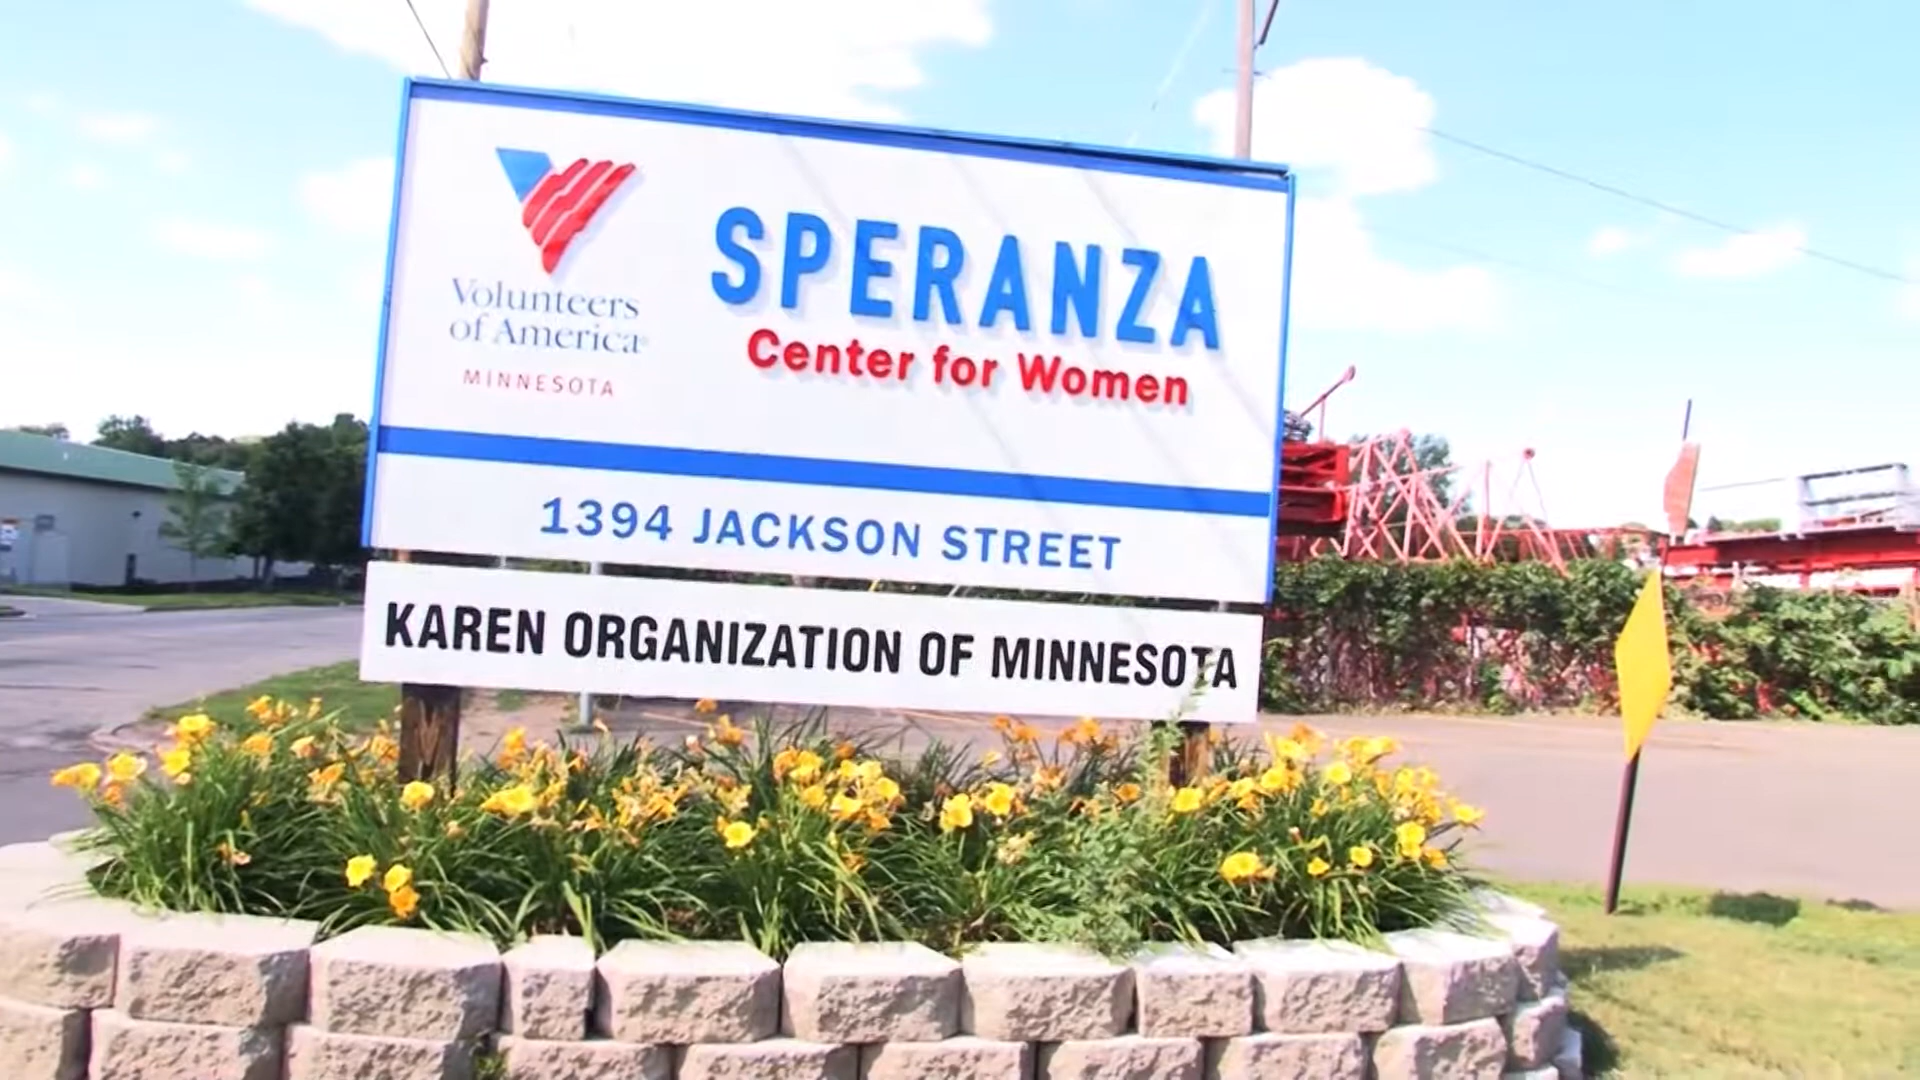 Volunteers
of America®
MINNESOTA
SPERANZA
Center for Women
1394 JACKSON STREET
KAREN ORGANIZATION OF MINNESOTA